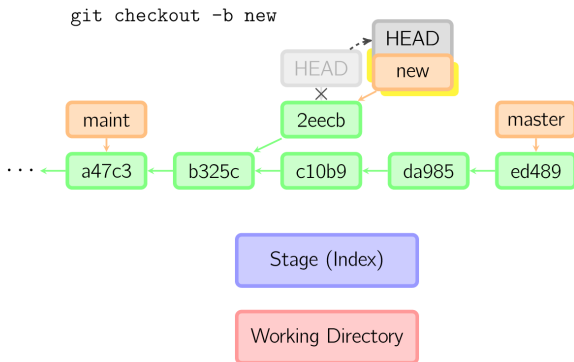 git checkout -b new
HEAD
HEAD
new
maint
2eecb
master
... a47c3 b325c c10b9 da985 ed489
Stage (Index)
Working Directory